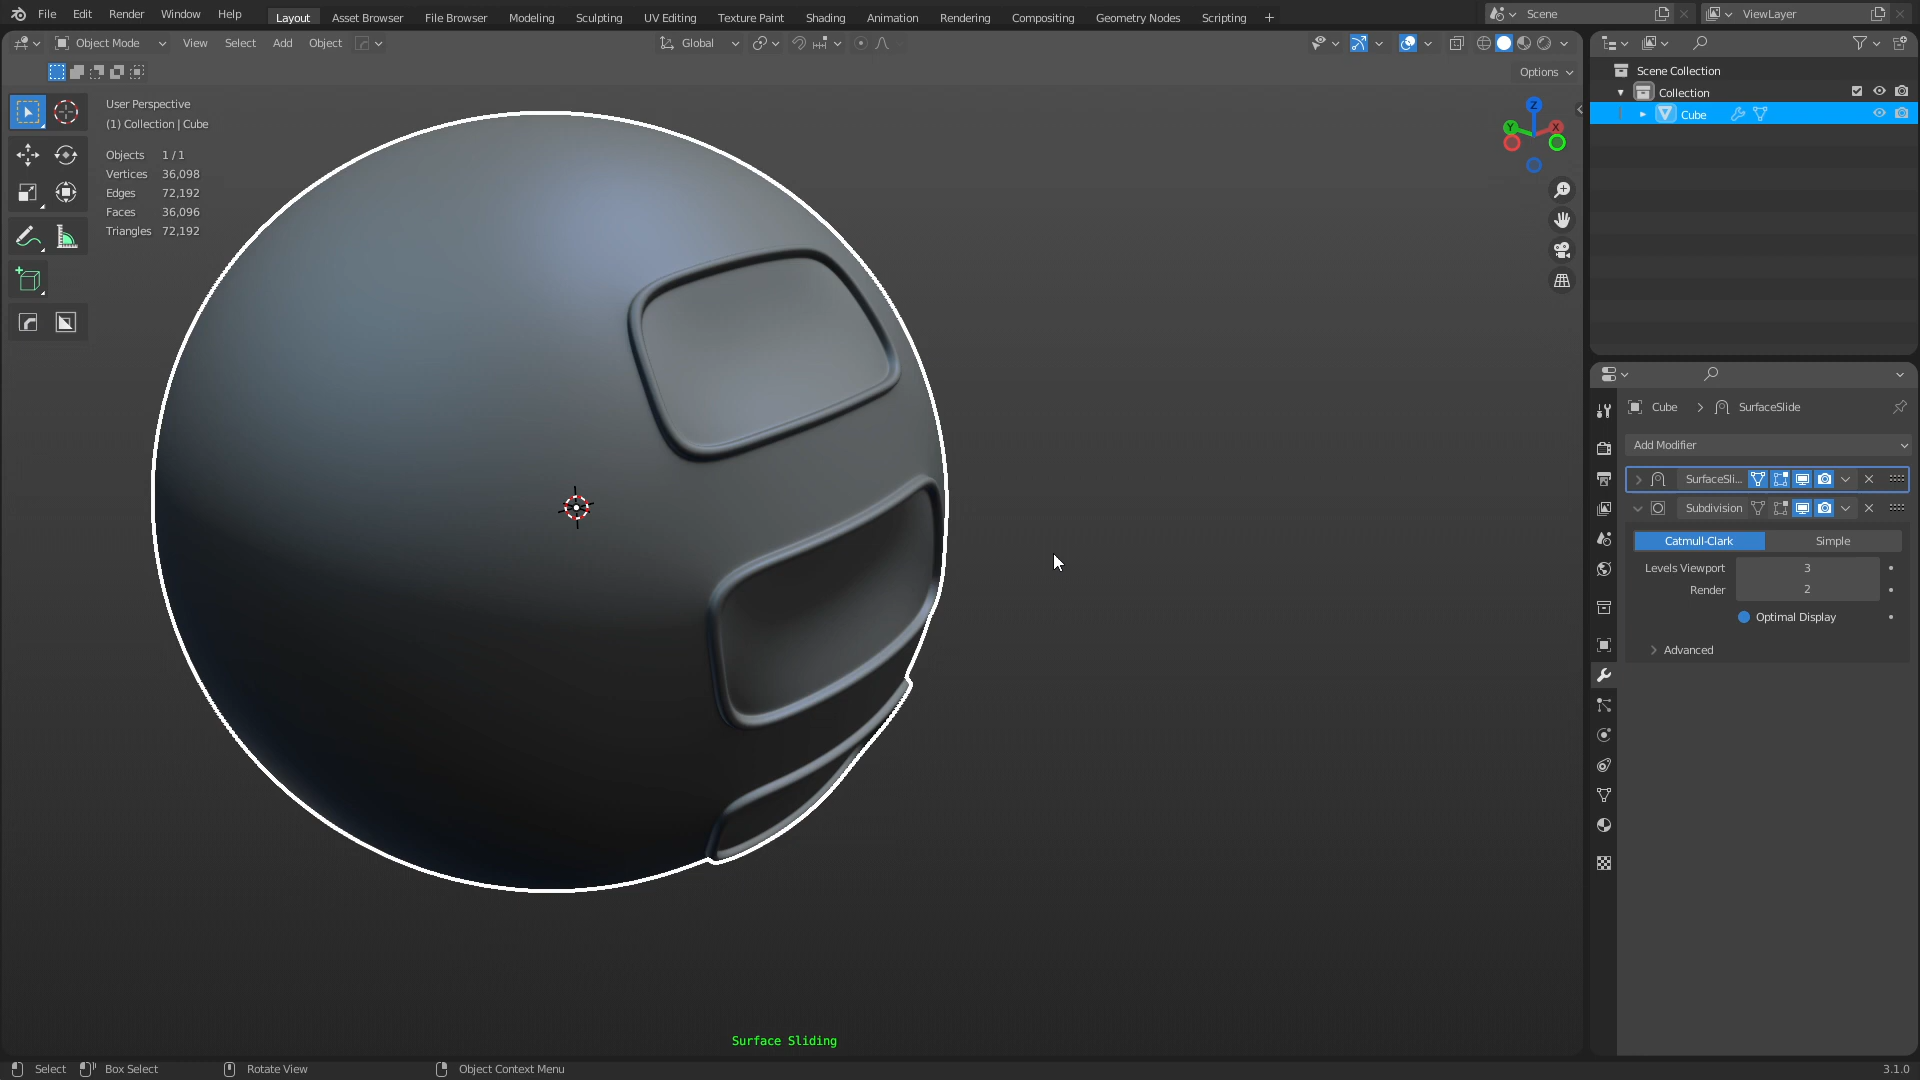 File Edit Render Window Help Layout Asset Browser File Browser Modeling Sculpting UV Editing Texture Paint Shading Animation Rendering Compositing Geometry Nodes Scripting + Scene ViewLayer
Object Mode View Select Add Object Global
Options
User Perspective
(1) Collection | Cube
Objects 1 / 1
Vertices 36,098
Edges 72,192
Faces 36,096
Triangles 72,192
Z
Y
X
Scene Collection
Collection
Cube
Cube > SurfaceSlide
Add Modifier
SurfaceSli...
Subdivision
Catmull-Clark Simple
Levels Viewport 3
Render 2
Optimal Display
Advanced
Surface Sliding
Select Box Select Rotate View Object Context Menu 3.1.0